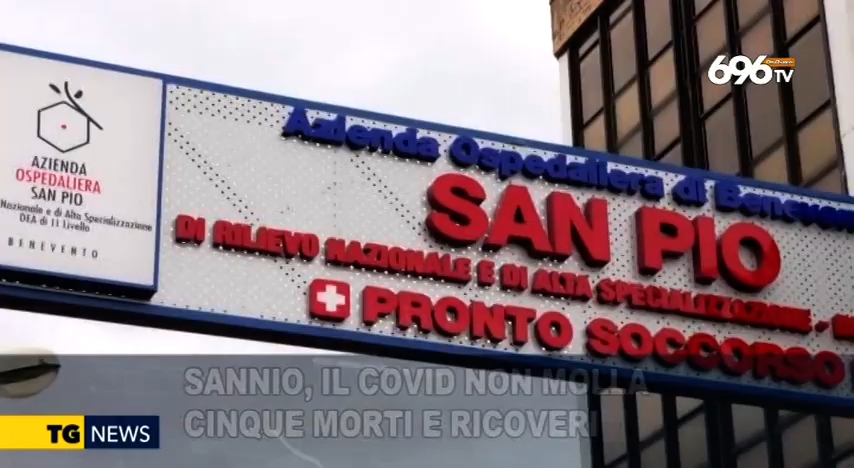 696 TV
AZIENDA
OSPEDALIERA
SAN PIO
Nazionale e di Alta Specializzazione
DEA di II Livello
BENEVENTO
Azienda Ospedaliera di Beneven
SAN PIO
DI RILIEVO NAZIONALE E DI ALTA SPECIALIZZAZIONE -
PRONTO SOCCORSO
SANNIO, IL COVID NON MOLLA
CINQUE MORTI E RICOVERI
TG NEWS